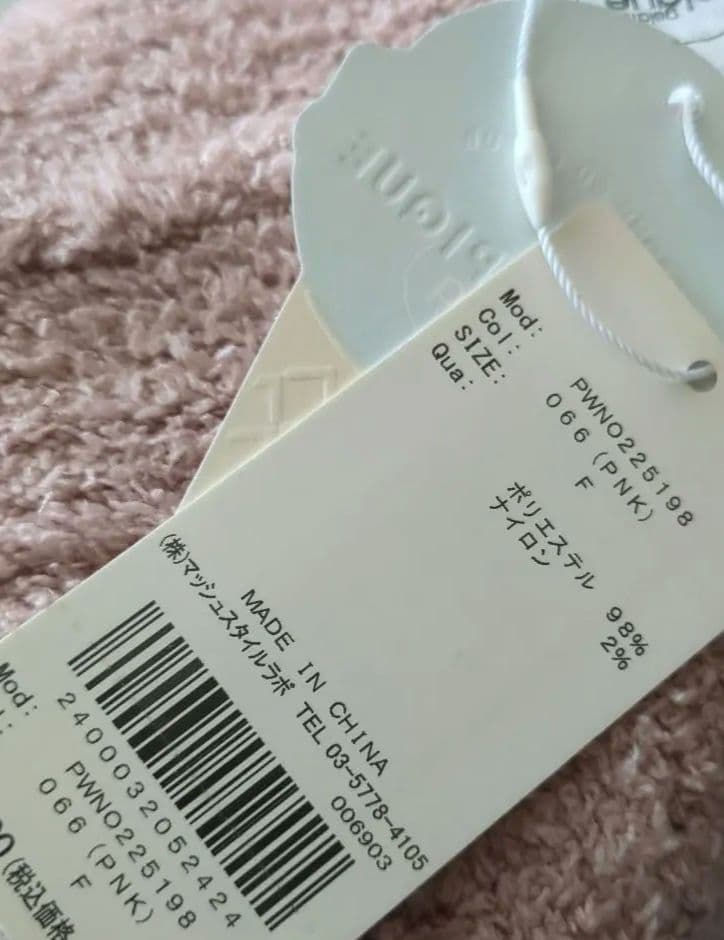 Mod: PWNO225198
Col: 066 (PNK)
SIZE: F
Qua:
ポリエステル 98%
ナイロン 2%
MADE IN CHINA
(株)マッシュスタイルラボ TEL 03-5778-4105
006903
2400032052424
Mod: PWNO225198
066 (PNK)
F
(税込価格